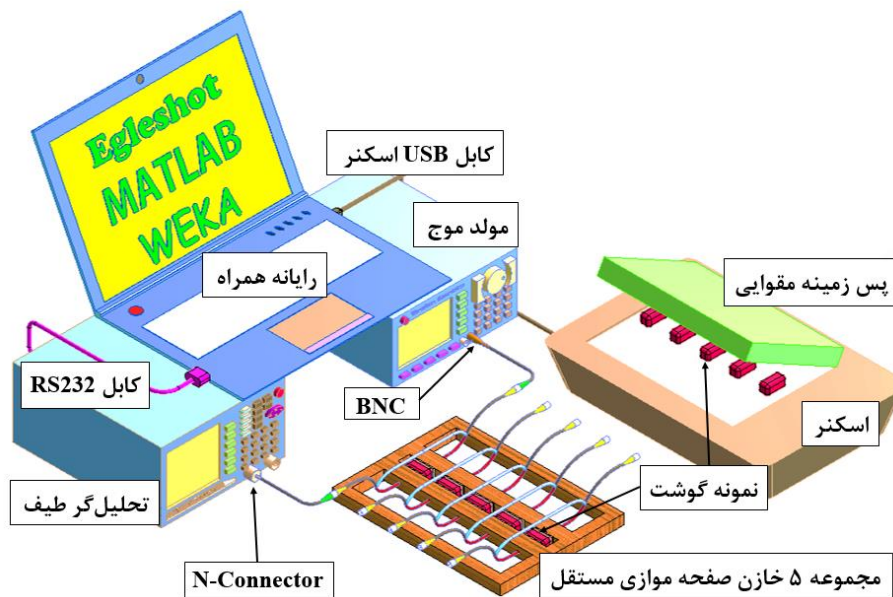 Egleshot
MATLAB
WEKA
کابل USB اسکنر
مولد موج
رایانه همراه
پس زمینه مقوایی
کابل RS232
BNC
اسکنر
تحلیل‌گر طیف
نمونه گوشت
N-Connector
مجموعه ۵ خازن صفحه موازی مستقل